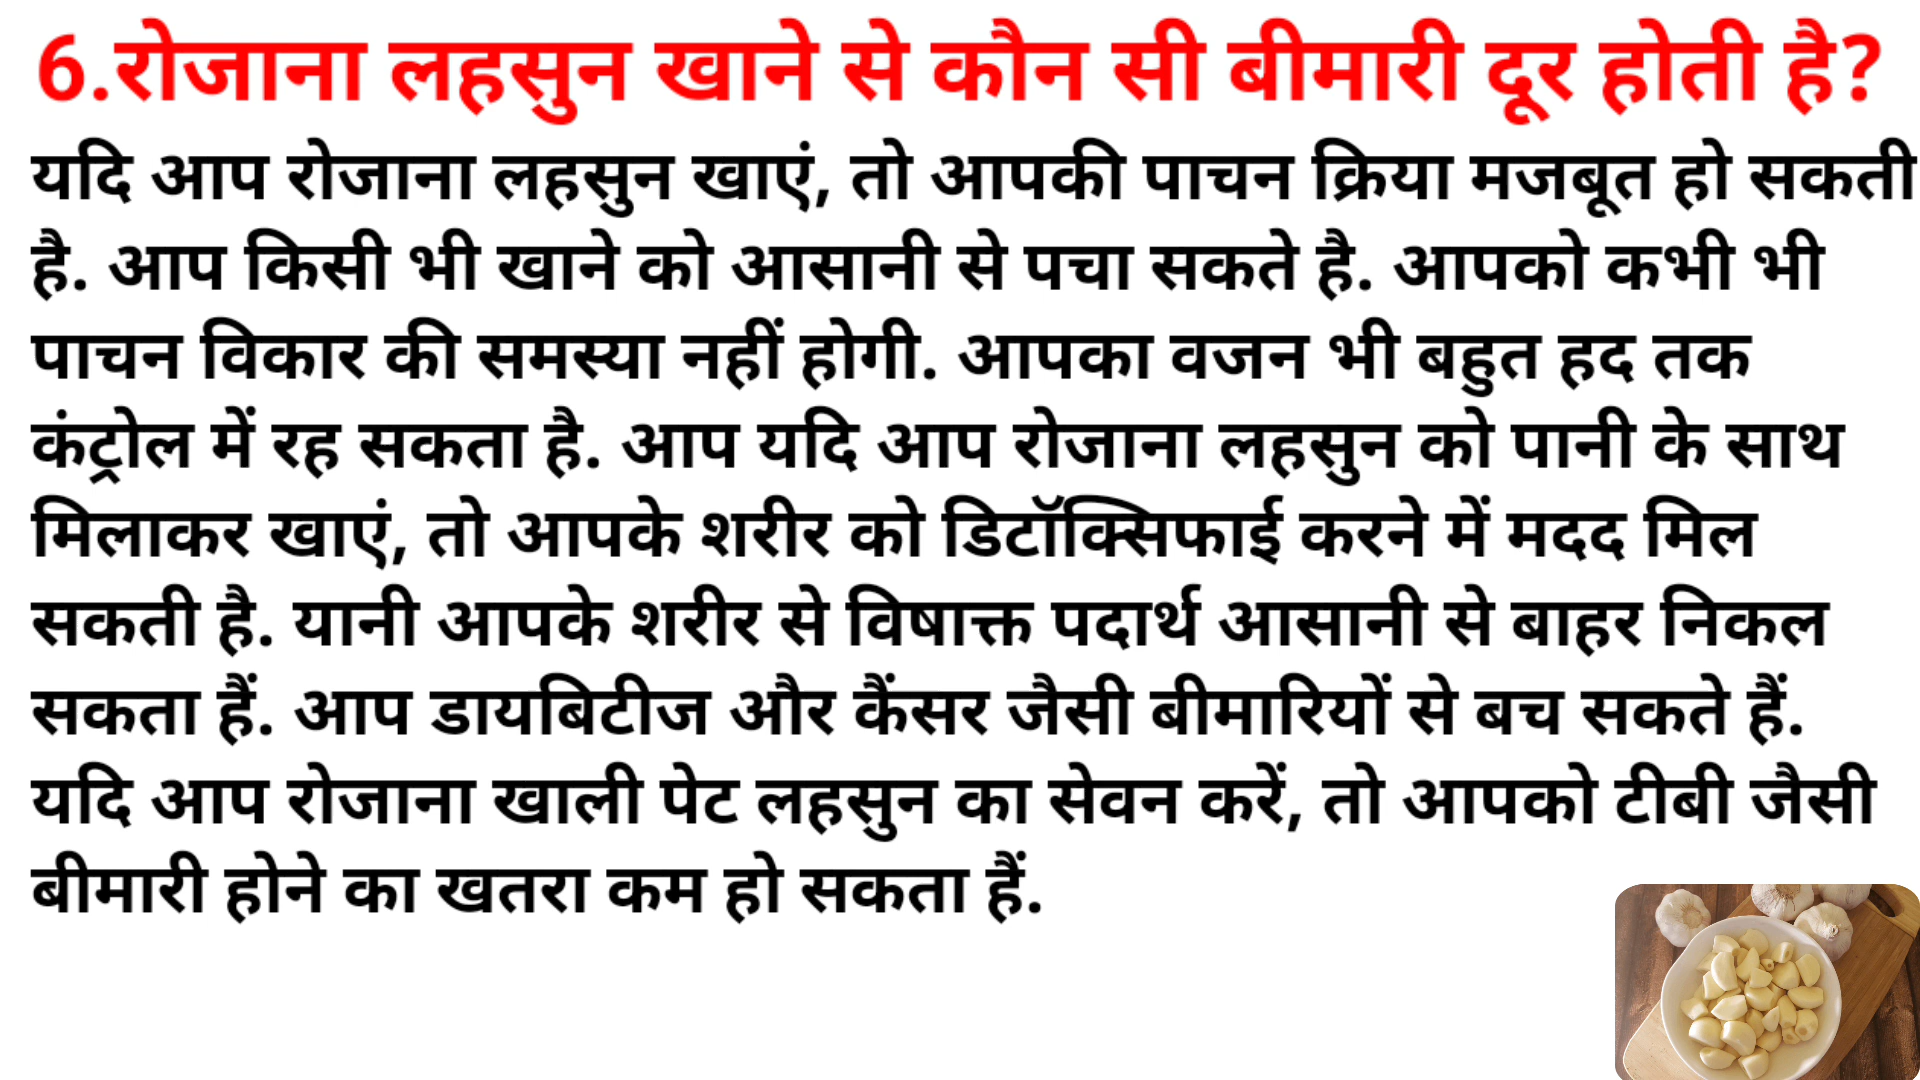 6.रोजाना लहसुन खाने से कौन सी बीमारी दूर होती है?
यदि आप रोजाना लहसुन खाएं, तो आपकी पाचन क्रिया मजबूत हो सकती
है. आप किसी भी खाने को आसानी से पचा सकते है. आपको कभी भी
पाचन विकार की समस्या नहीं होगी. आपका वजन भी बहुत हद तक
कंट्रोल में रह सकता है. आप यदि आप रोजाना लहसुन को पानी के साथ
मिलाकर खाएं, तो आपके शरीर को डिटॉक्सिफाई करने में मदद मिल
सकती है. यानी आपके शरीर से विषाक्त पदार्थ आसानी से बाहर निकल
सकता हैं. आप डायबिटीज और कैंसर जैसी बीमारियों से बच सकते हैं.
यदि आप रोजाना खाली पेट लहसुन का सेवन करें, तो आपको टीबी जैसी
बीमारी होने का खतरा कम हो सकता हैं.